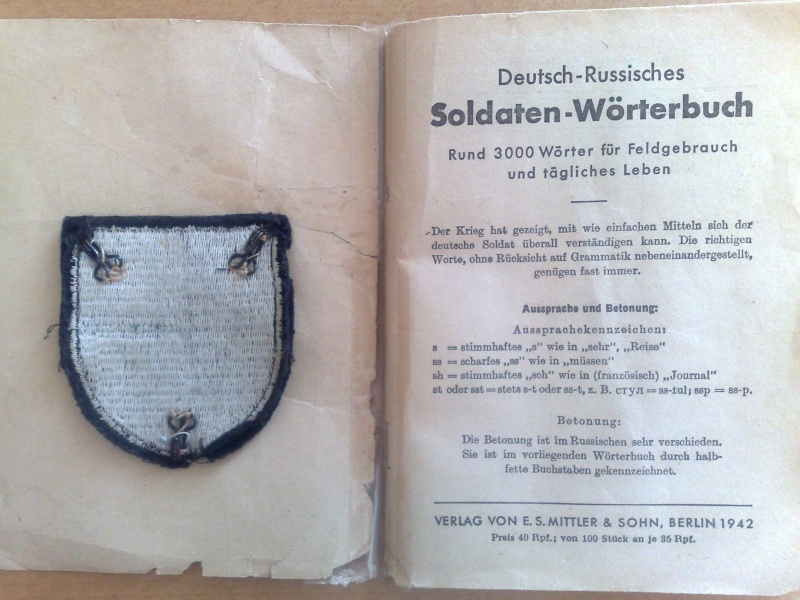 Deutsch-Russisches
Soldaten-Wörterbuch
Rund 3000 Wörter für Feldgebrauch
und tägliches Leben
Der Krieg hat gezeigt, mit wie einfachen Mitteln sich der
deutsche Soldat überall verständigen kann. Die richtigen
Worte, ohne Rücksicht auf Grammatik nebeneinandergestellt,
genügen fast immer.
Aussprache und Betonung:
Aussprachekennzeichen:
s = stimmhaftes „s“ wie in „sehr“, „Reise“
ss = scharfes „ss“ wie in „müssen“
sh = stimmhaftes „sch“ wie in (französisch) „Journal“
st oder sst = stets s-t oder ss-t, z. B. стул = ss-tul; ssp = ss-p.
Betonung:
Die Betonung ist im Russischen sehr verschieden.
Sie ist im vorliegenden Wörterbuch durch halb-
fette Buchstaben gekennzeichnet.
VERLAG VON E. S. MITTLER & SOHN, BERLIN 1942
Preis 40 Rpf.; von 100 Stück an je 35 Rpf.